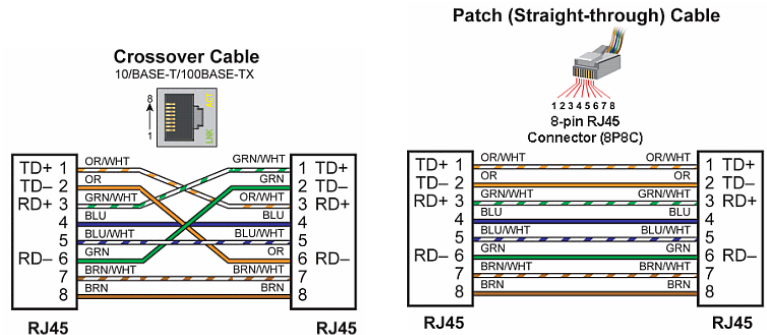 Crossover Cable
10/BASE-T/100BASE-TX
8
1
ACT
LNK
TD+ 1 OR/WHT GRN/WHT 1 TD+
TD– 2 OR GRN 2 TD–
RD+ 3 GRN/WHT OR/WHT 3 RD+
4 BLU BLU 4
5 BLU/WHT BLU/WHT 5
RD– 6 GRN OR 6 RD–
7 BRN/WHT BRN/WHT 7
8 BRN BRN 8
RJ45 RJ45
Patch (Straight-through) Cable
1 2 3 4 5 6 7 8
8-pin RJ45
Connector (8P8C)
TD+ 1 OR/WHT OR/WHT 1 TD+
TD– 2 OR OR 2 TD–
RD+ 3 GRN/WHT GRN/WHT 3 RD+
4 BLU BLU 4
5 BLU/WHT BLU/WHT 5
RD– 6 GRN GRN 6 RD–
7 BRN/WHT BRN/WHT 7
8 BRN BRN 8
RJ45 RJ45